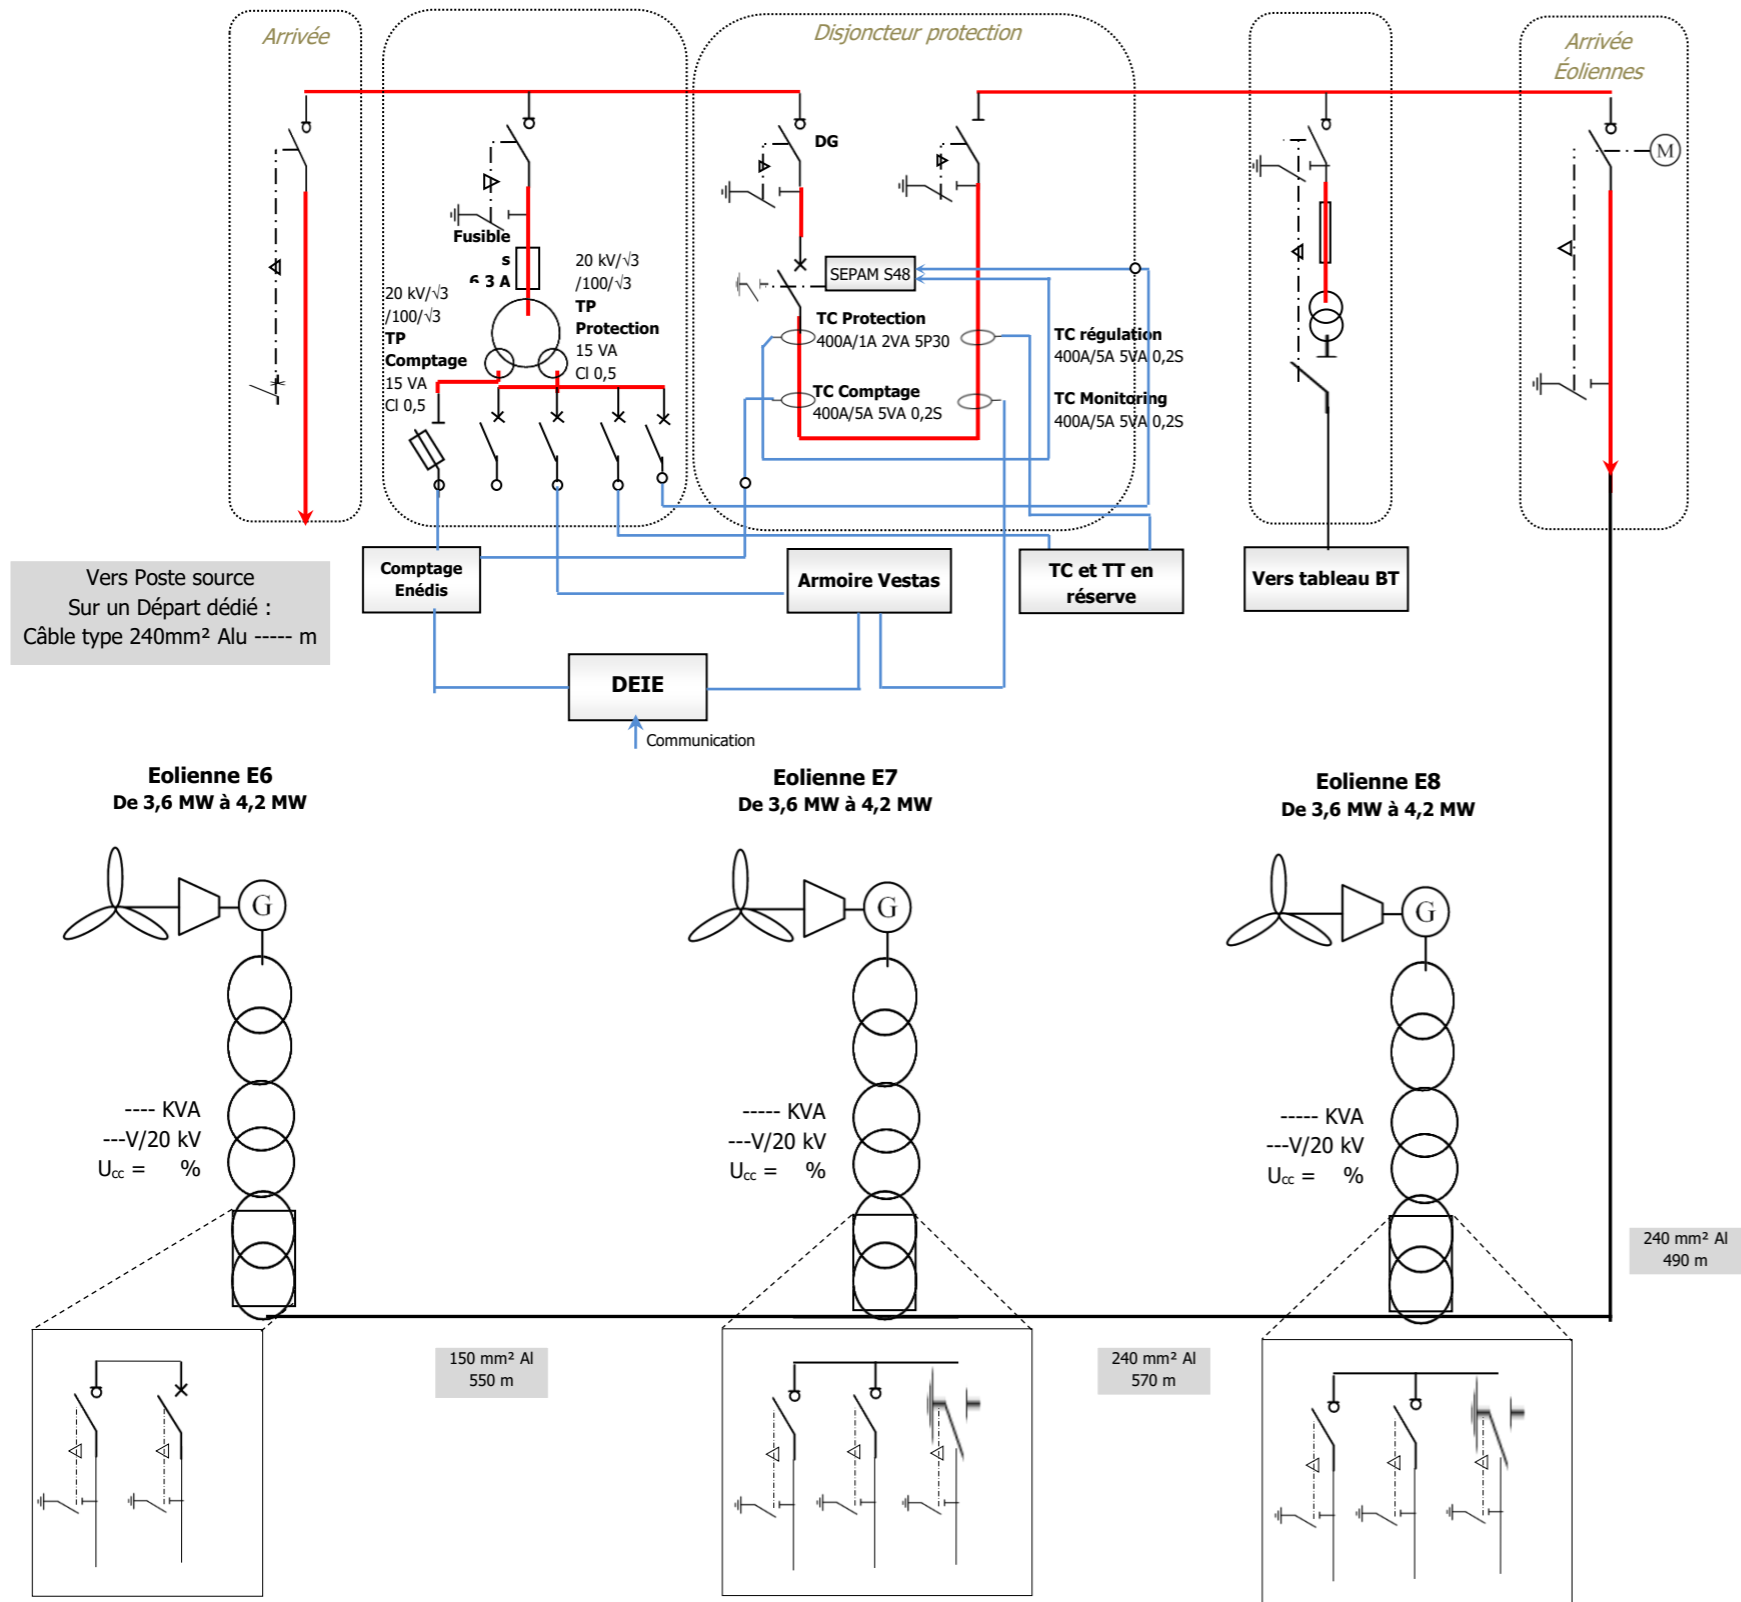 Arrivée
Disjoncteur protection
Arrivée
Éoliennes
DG
M
Fusible
s
6 3 A
20 kV/√3
/100/√3
TP
Comptage
15 VA
Cl 0,5
20 kV/√3
/100/√3
TP
Protection
15 VA
Cl 0,5
SEPAM S48
TC Protection
400A/1A 2VA 5P30
TC Comptage
400A/5A 5VA 0,2S
TC régulation
400A/5A 5VA 0,2S
TC Monitoring
400A/5A 5VA 0,2S
Vers Poste source
Sur un Départ dédié :
Câble type 240mm² Alu ----- m
Comptage
Enédis
Armoire Vestas
TC et TT en
réserve
Vers tableau BT
DEIE
Communication
Eolienne E6
De 3,6 MW à 4,2 MW
Eolienne E7
De 3,6 MW à 4,2 MW
Eolienne E8
De 3,6 MW à 4,2 MW
G
G
G
---- KVA
---V/20 kV
Ucc = %
----- KVA
---V/20 kV
Ucc = %
----- KVA
---V/20 kV
Ucc = %
240 mm² Al
490 m
150 mm² Al
550 m
240 mm² Al
570 m